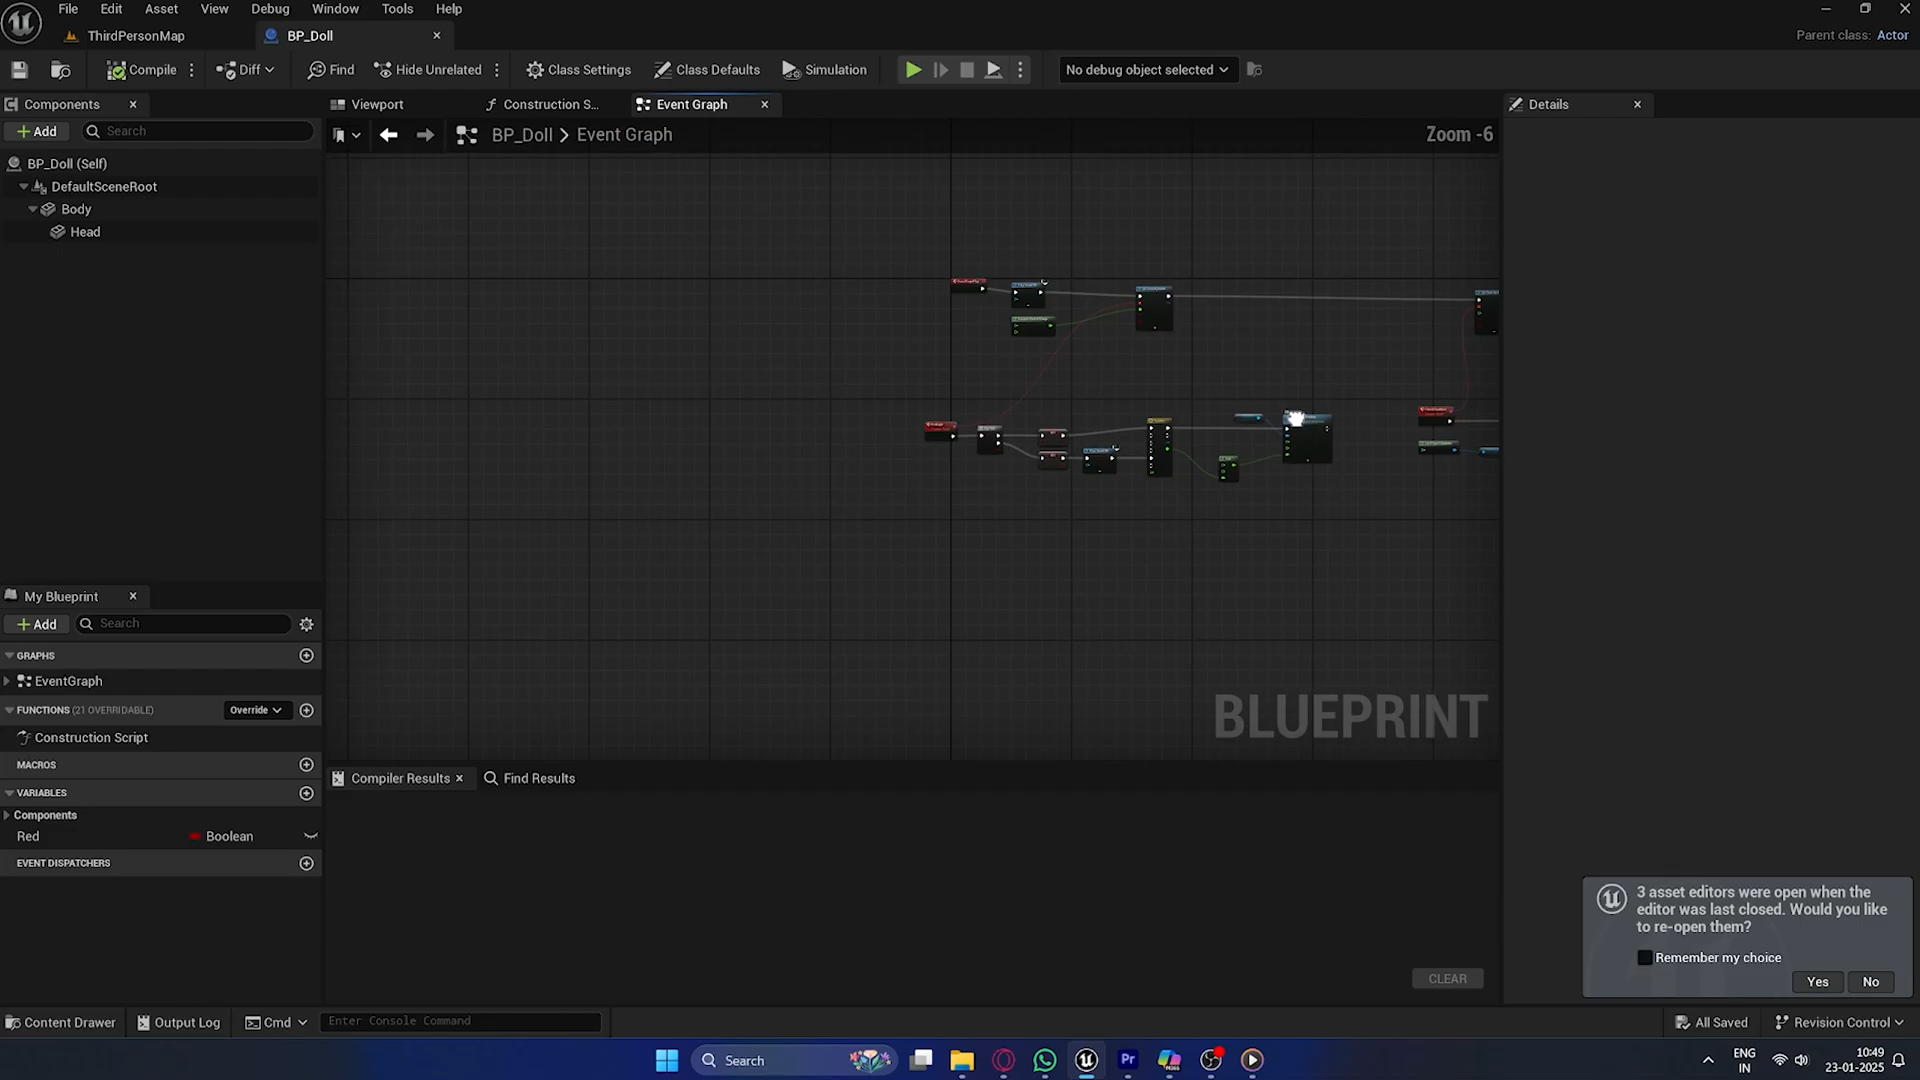 File Edit Asset View Debug Window Tools Help
ThirdPersonMap
BP_Doll
Parent class: Actor
Compile
Diff
Find
Hide Unrelated
Class Settings
Class Defaults
Simulation
No debug object selected
Components
Viewport
Construction S...
Event Graph
Details
Add
Search
BP_Doll > Event Graph
Zoom -6
BP_Doll (Self)
DefaultSceneRoot
Body
Head
My Blueprint
Add
Search
GRAPHS
EventGraph
FUNCTIONS (21 OVERRIDABLE)
Override
Construction Script
MACROS
VARIABLES
Components
Red
Boolean
EVENT DISPATCHERS
BLUEPRINT
Compiler Results
Find Results
CLEAR
3 asset editors were open when the
editor was last closed. Would you like
to re-open them?
Remember my choice
Yes
No
Content Drawer
Output Log
Cmd
Enter Console Command
All Saved
Revision Control
Search
Pr
ENG
IN
10:49
23-01-2025